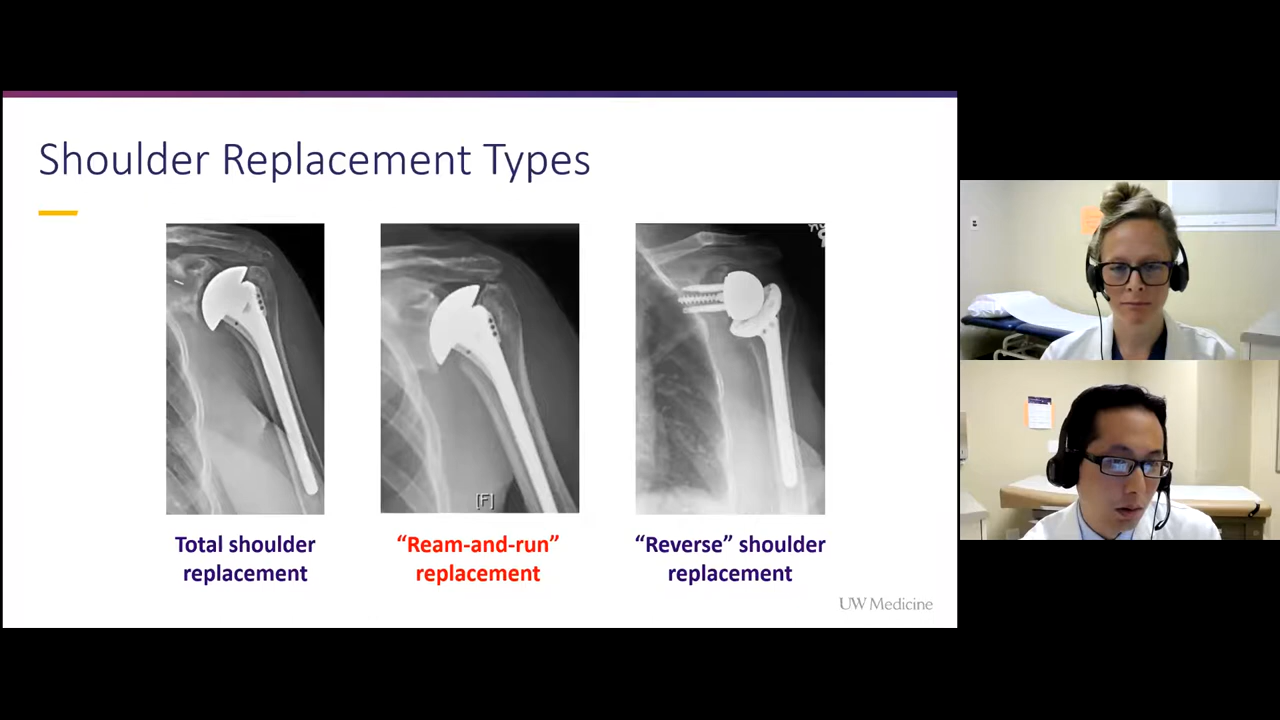 Shoulder Replacement Types
[F]
Total shoulder
replacement
“Ream-and-run”
replacement
“Reverse” shoulder
replacement
UW Medicine